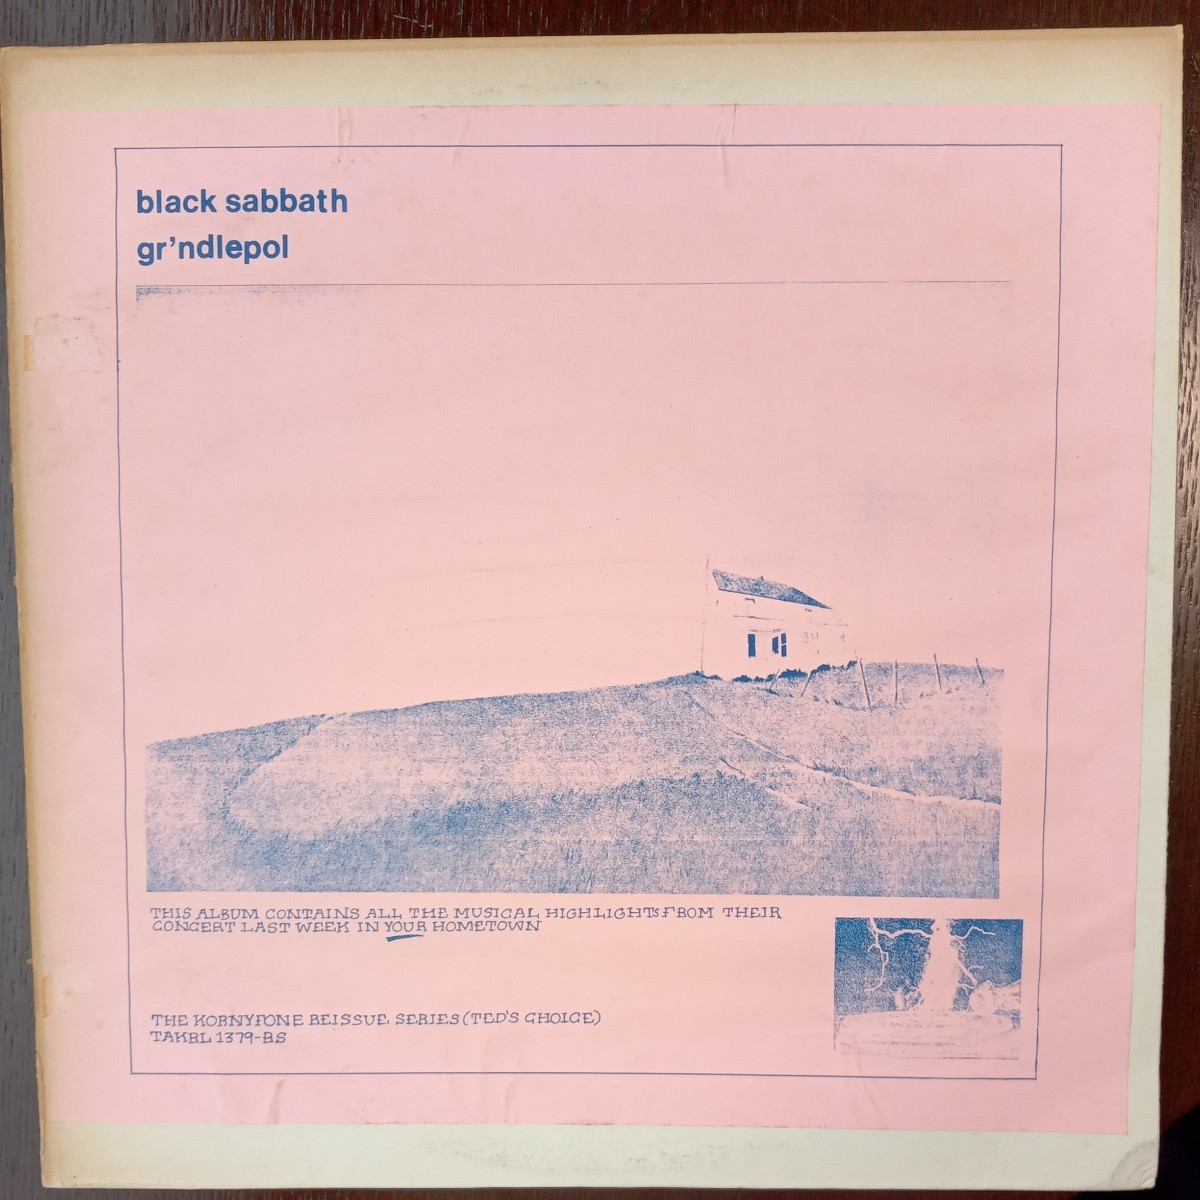 black sabbath
gr'ndlepol
THIS ALBUM CONTAINS ALL THE MUSICAL HIGHLIGHTS FROM THEIR
CONCERT LAST WEEK IN YOUR HOMETOWN
THE KORNYFONE REISSUE SERIES (TED'S CHOICE)
TAKRL 1379-BS